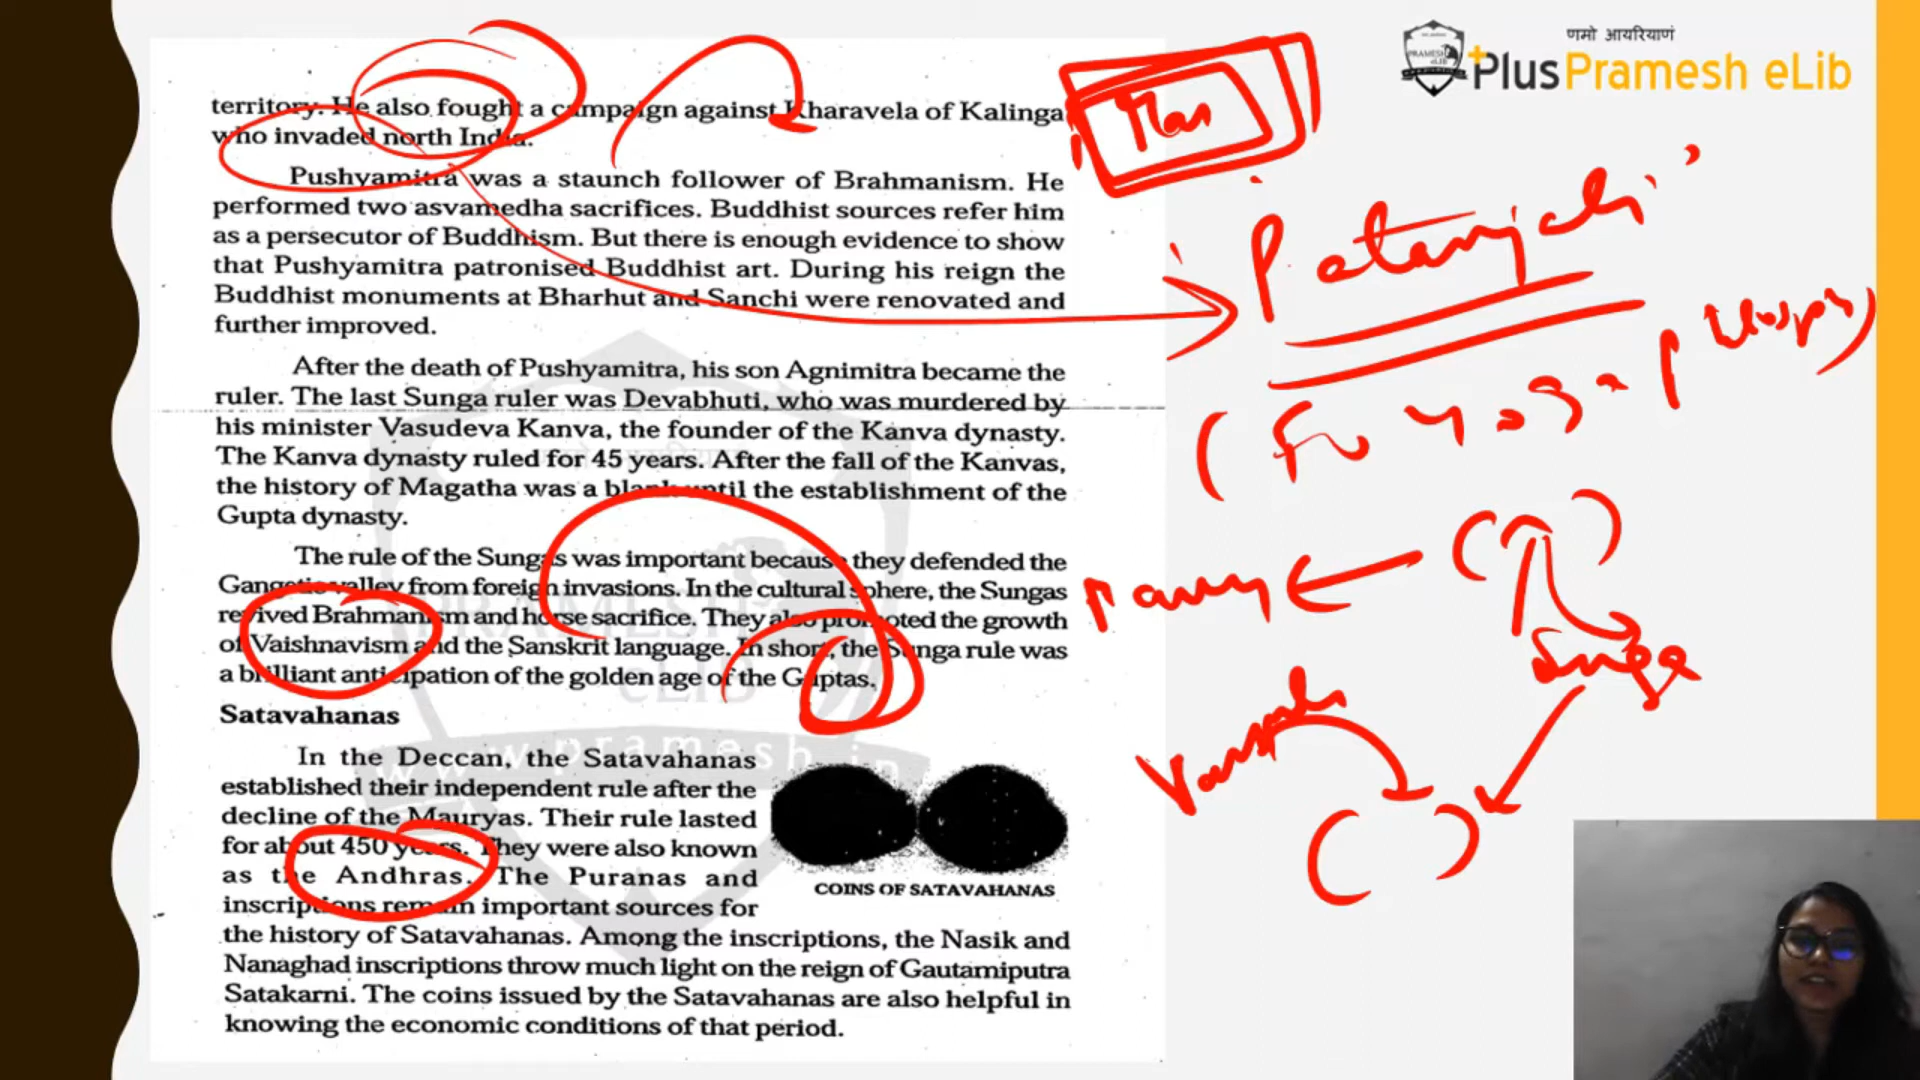 territory. He also fought a campaign against Kharavela of Kalinga
who invaded north India.
Pushyamitra was a staunch follower of Brahmanism. He
performed two asvamedha sacrifices. Buddhist sources refer him
as a persecutor of Buddhism. But there is enough evidence to show
that Pushyamitra patronised Buddhist art. During his reign the
Buddhist monuments at Bharhut and Sanchi were renovated and
further improved.
After the death of Pushyamitra, his son Agnimitra became the
ruler. The last Sunga ruler was Devabhuti, who was murdered by
his minister Vasudeva Kanva, the founder of the Kanva dynasty.
The Kanva dynasty ruled for 45 years. After the fall of the Kanvas,
the history of Magatha was a blank until the establishment of the
Gupta dynasty.
The rule of the Sungas was important because they defended the
Gangetic valley from foreign invasions. In the cultural sphere, the Sungas
revived Brahmanism and horse sacrifice. They also promoted the growth
of Vaishnavism and the Sanskrit language. In short, the Sunga rule was
a brilliant anticipation of the golden age of the Guptas.
Satavahanas
In the Deccan, the Satavahanas
established their independent rule after the
decline of the Mauryas. Their rule lasted
for about 450 years. They were also known
as the Andhras. The Puranas and
inscriptions remain important sources for
the history of Satavahanas. Among the inscriptions, the Nasik and
Nanaghad inscriptions throw much light on the reign of Gautamiputra
Satakarni. The coins issued by the Satavahanas are also helpful in
knowing the economic conditions of that period.
COINS OF SATAVAHANAS
PRAMESH
eLIB
www.pramesh.in
णमो आयरियाणं
PRAMESH
eLIB
+Plus Pramesh eLib
Patanjali
Sunga